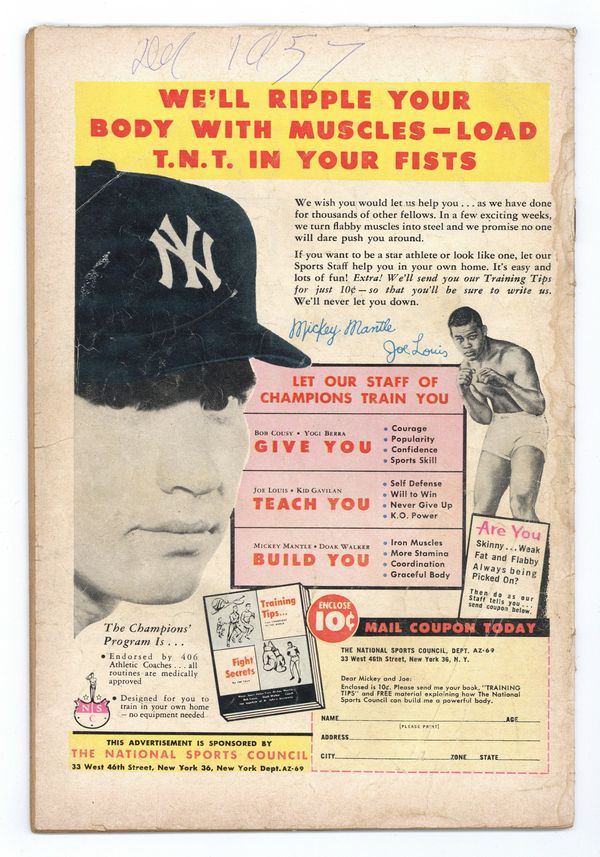 Dec 1957
WE'LL RIPPLE YOUR
BODY WITH MUSCLES—LOAD
T.N.T. IN YOUR FISTS
We wish you would let us help you . . . as we have done
for thousands of other fellows. In a few exciting weeks,
we turn flabby muscles into steel and we promise no one
will dare push you around.
If you want to be a star athlete or look like one, let our
Sports Staff help you in your own home. It's easy and
lots of fun! Extra! We'll send you our Training Tips
for just 10¢—so that you'll be sure to write us.
We'll never let you down.
NY
Mickey Mantle
Joe Louis
LET OUR STAFF OF
CHAMPIONS TRAIN YOU
BOB COUSY • YOGI BERRA
GIVE YOU
• Courage
• Popularity
• Confidence
• Sports Skill
JOE LOUIS • KID GAVILAN
TEACH YOU
• Self Defense
• Will to Win
• Never Give Up
• K.O. Power
MICKEY MANTLE • DOAK WALKER
BUILD YOU
• Iron Muscles
• More Stamina
• Coordination
• Graceful Body
Are You
Skinny...Weak
Fat and Flabby
Always being
Picked On?
Then do as our
Staff tells you...
send coupon below.
The Champions'
Program Is . . .
• Endorsed by 406
Athletic Coaches . . . all
routines are medically
approved
• Designed for you to
train in your own home
— no equipment needed
NSC
Training
Tips...
Fight
Secrets
ENCLOSE
10¢
MAIL COUPON TODAY
THE NATIONAL SPORTS COUNCIL, DEPT. AZ-69
33 West 46th Street, New York 36, N. Y.
Dear Mickey and Joe:
Enclosed is 10¢. Please send me your book, "TRAINING
TIPS" and FREE material explaining how The National
Sports Council can build me a powerful body.
NAME AGE
(PLEASE PRINT)
ADDRESS
CITY ZONE STATE
THIS ADVERTISEMENT IS SPONSORED BY
THE NATIONAL SPORTS COUNCIL
33 West 46th Street, New York 36, New York Dept. AZ-69